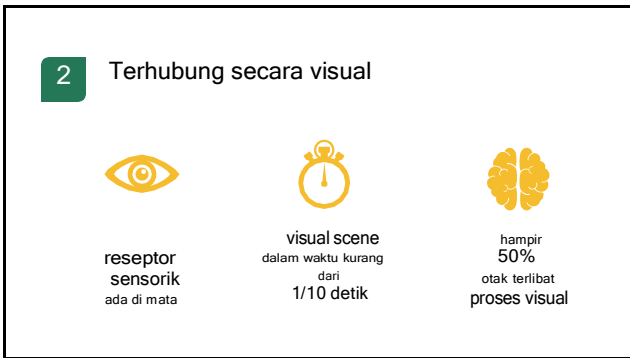 2
Terhubung secara visual
reseptor
sensorik
ada di mata
visual scene
dalam waktu kurang
dari
1/10 detik
hampir
50%
otak terlibat
proses visual